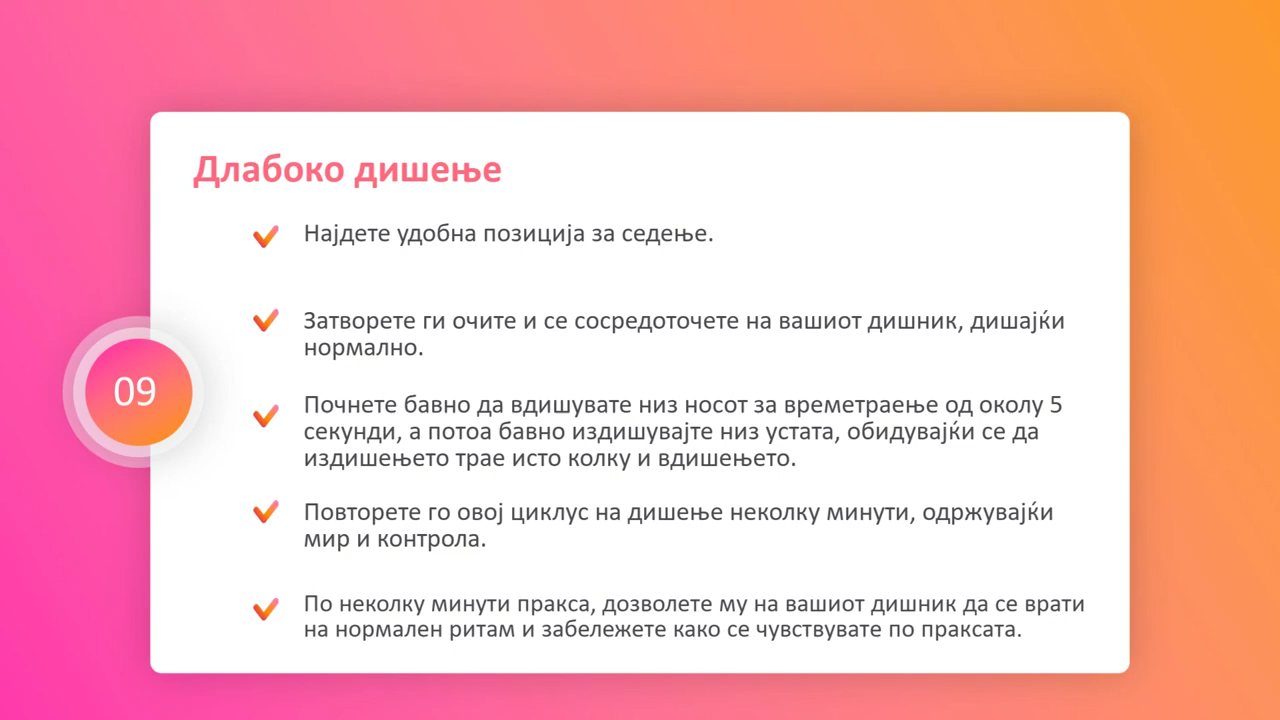 Длабоко дишење
Најдете удобна позиција за седење.
Затворете ги очите и се сосредоточете на вашиот дишник, дишајќи
нормално.
09
Почнете бавно да вдишувате низ носот за времетраење од околу 5
секунди, а потоа бавно издишувајте низ устата, обидувајќи се да
издишењето трае исто колку и вдишењето.
Повторете го овој циклус на дишење неколку минути, одржувајќи
мир и контрола.
По неколку минути пракса, дозволете му на вашиот дишник да се врати
на нормален ритам и забележете како се чувствувате по праксата.